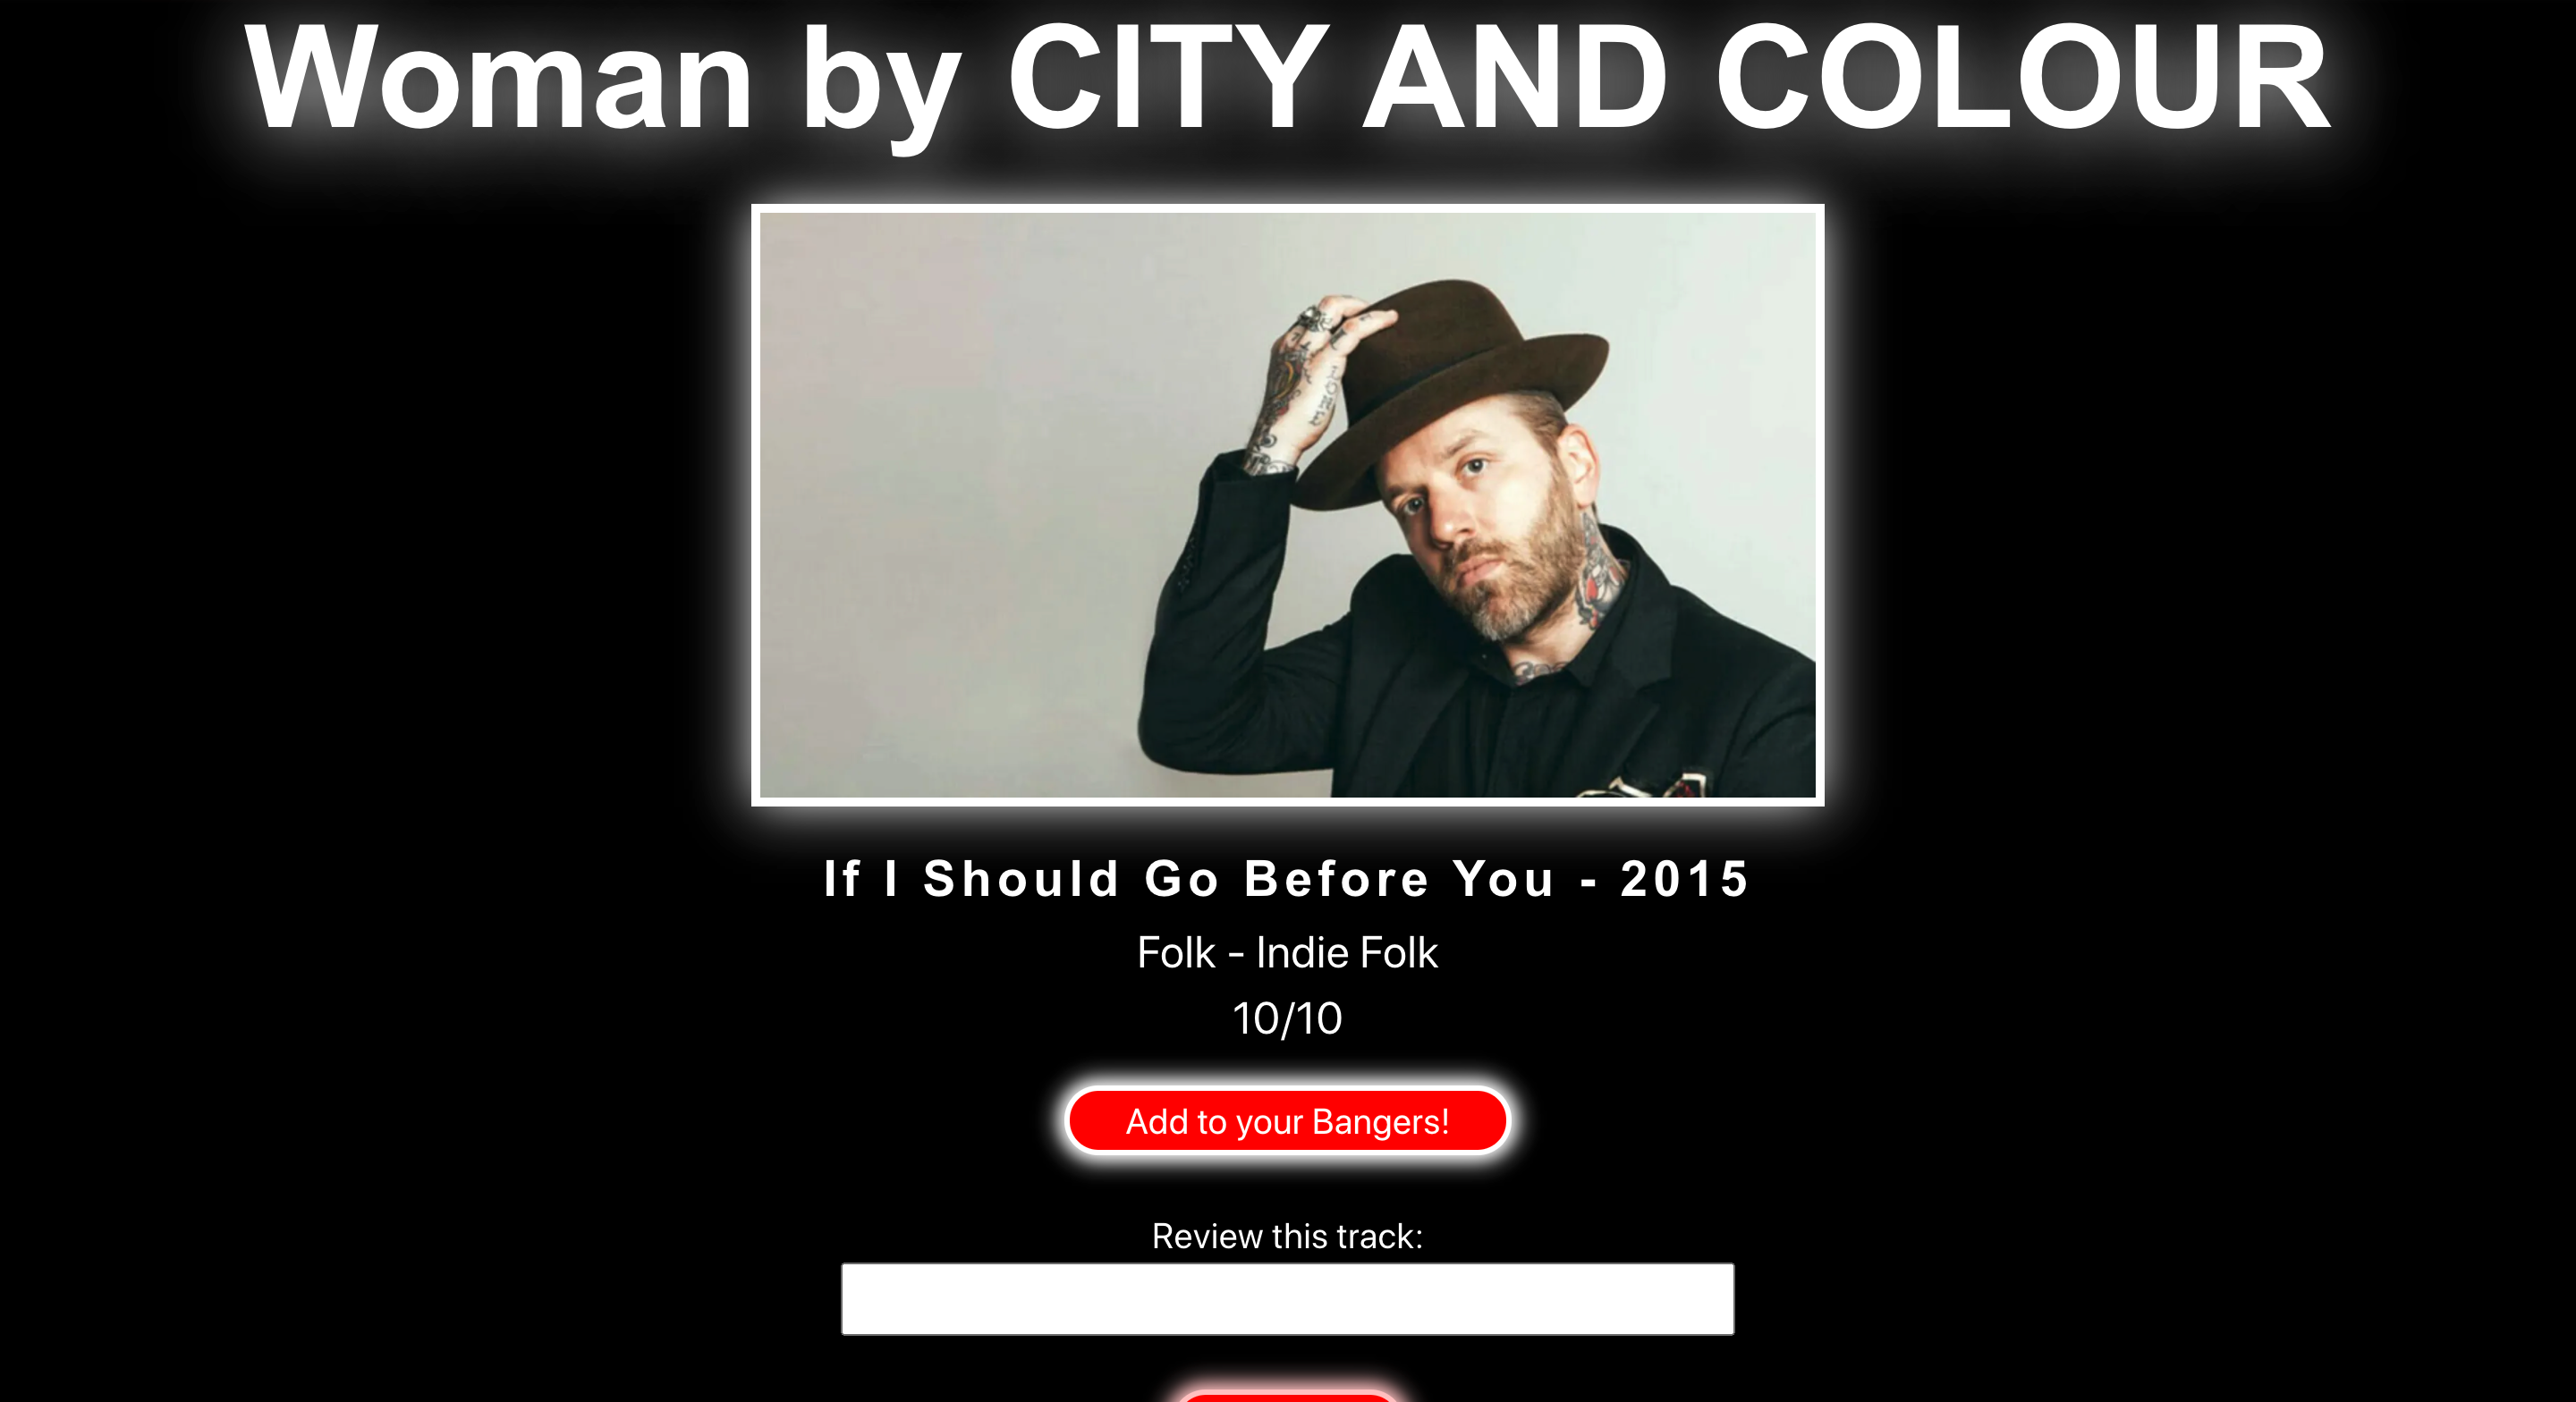 Woman by CITY AND COLOUR
If I Should Go Before You - 2015
Folk - Indie Folk
10/10
Add to your Bangers!
Review this track: